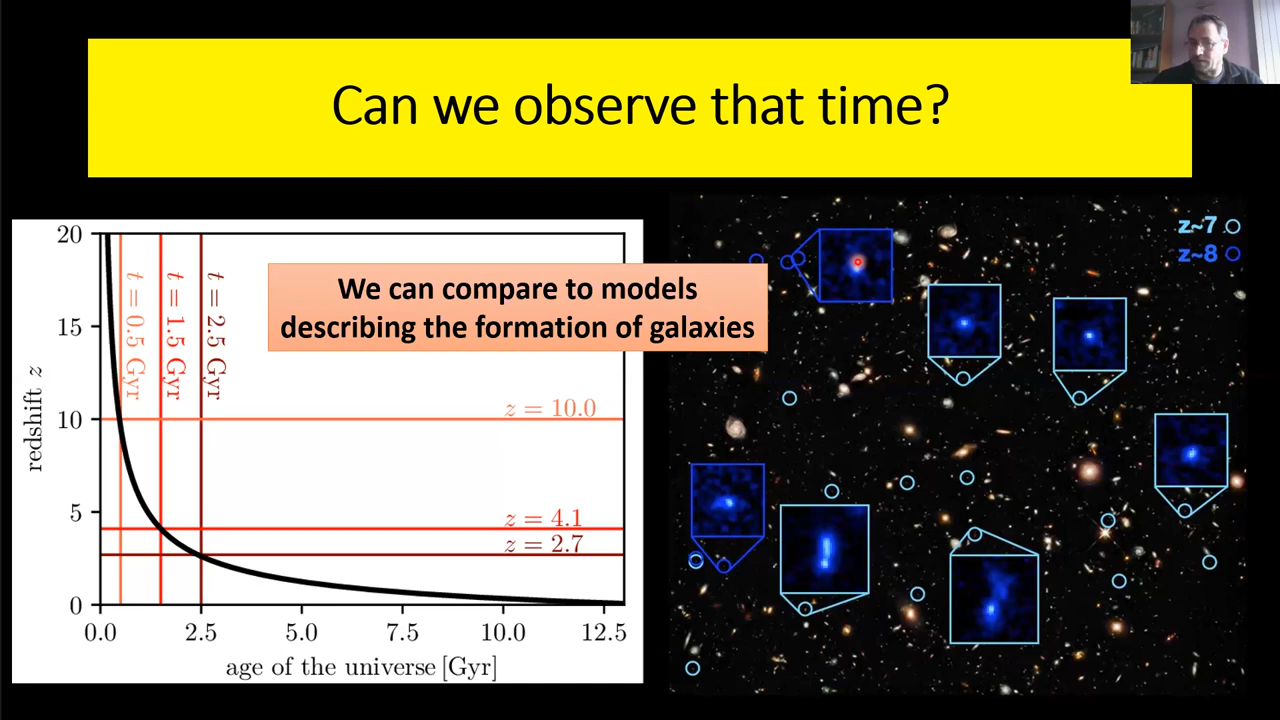 Can we observe that time?
We can compare to models
describing the formation of galaxies
20
15
10
5
0
redshift z
t = 0.5 Gyr
t = 1.5 Gyr
t = 2.5 Gyr
z = 10.0
z = 4.1
z = 2.7
0.0 2.5 5.0 7.5 10.0 12.5
age of the universe [Gyr]
z~7
z~8